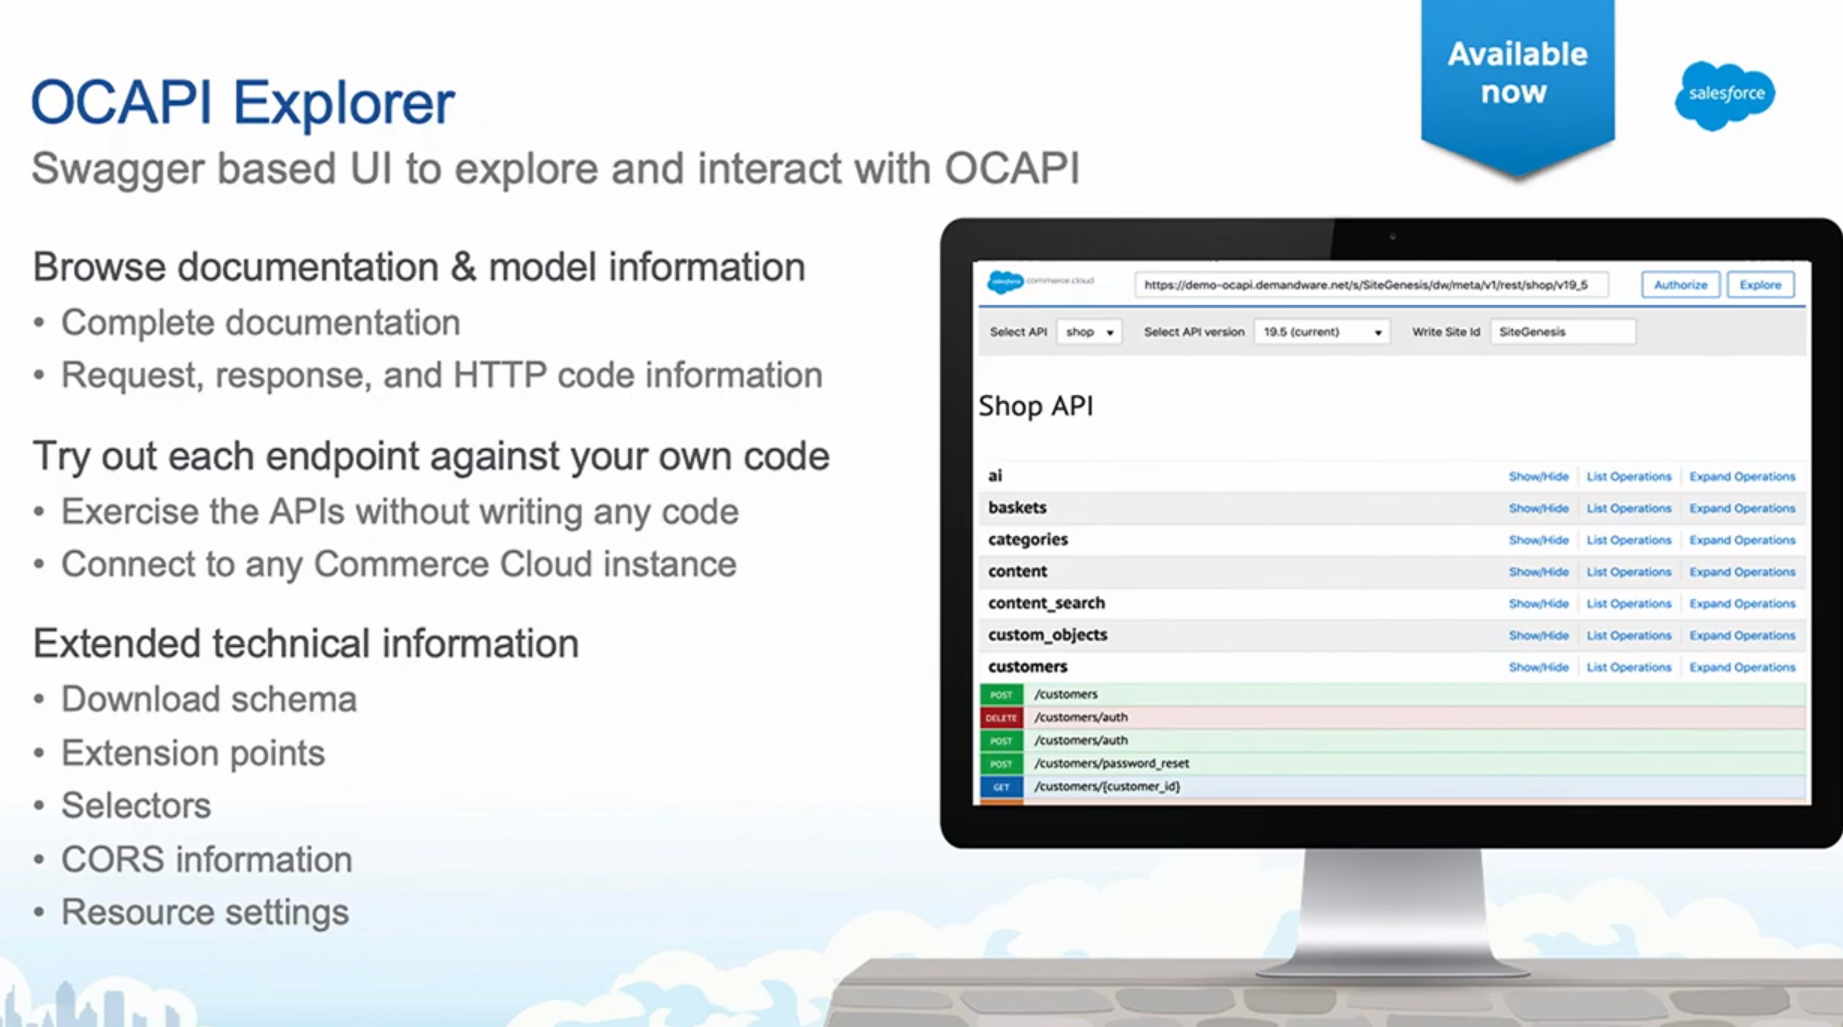 Available
now
salesforce
OCAPI Explorer
Swagger based UI to explore and interact with OCAPI
Browse documentation & model information
• Complete documentation
• Request, response, and HTTP code information
Try out each endpoint against your own code
• Exercise the APIs without writing any code
• Connect to any Commerce Cloud instance
Extended technical information
• Download schema
• Extension points
• Selectors
• CORS information
• Resource settings
salesforce commerce cloud https://demo-ocapi.demandware.net/s/SiteGenesis/dw/meta/v1/rest/shop/v19_5 Authorize Explore
Select API shop Select API version 19.5 (current) Write Site Id SiteGenesis
Shop API
ai Show/Hide List Operations Expand Operations
baskets Show/Hide List Operations Expand Operations
categories Show/Hide List Operations Expand Operations
content Show/Hide List Operations Expand Operations
content_search Show/Hide List Operations Expand Operations
custom_objects Show/Hide List Operations Expand Operations
customers Show/Hide List Operations Expand Operations
POST /customers
DELETE /customers/auth
POST /customers/auth
POST /customers/password_reset
GET /customers/{customer_id}